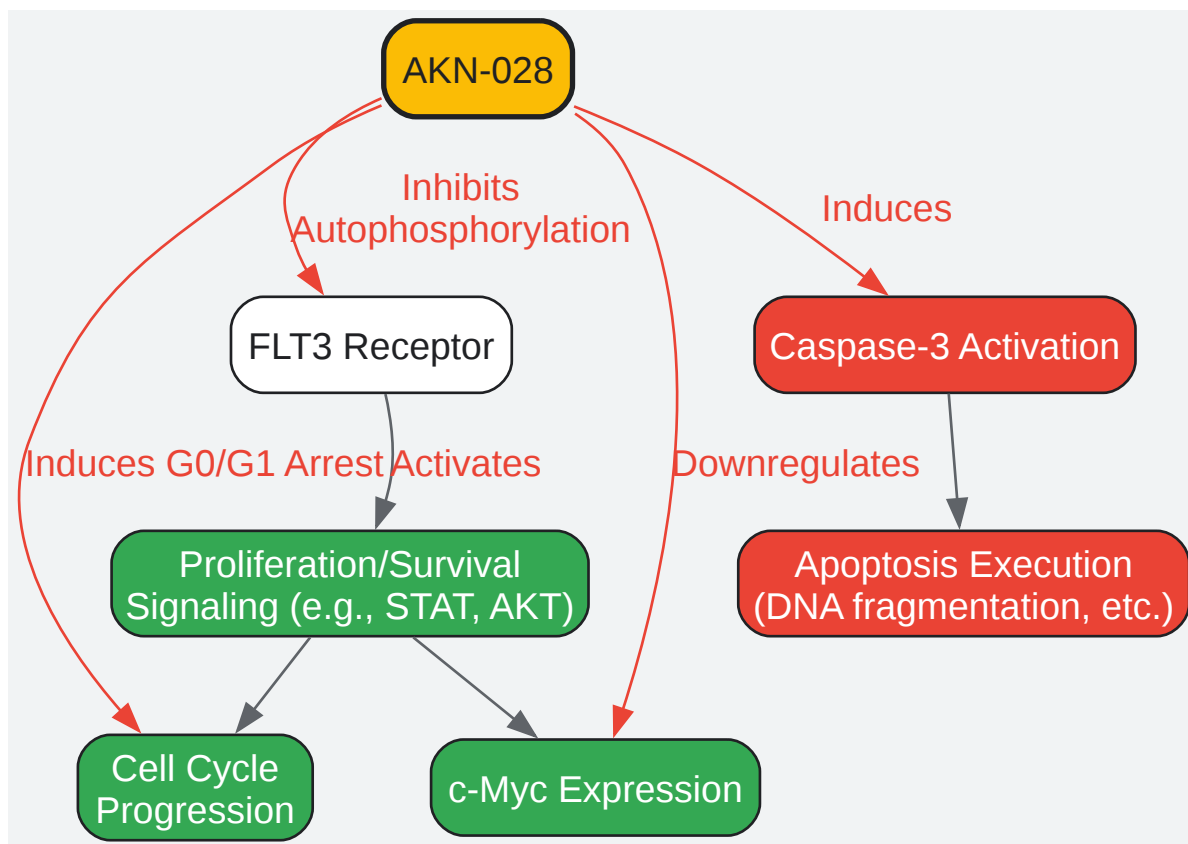 AKN-028
Inhibits
Autophosphorylation
Induces
FLT3 Receptor
Caspase-3 Activation
Induces G0/G1 Arrest
Activates
Downregulates
Proliferation/Survival
Signaling (e.g., STAT, AKT)
Apoptosis Execution
(DNA fragmentation, etc.)
Cell Cycle
Progression
c-Myc Expression